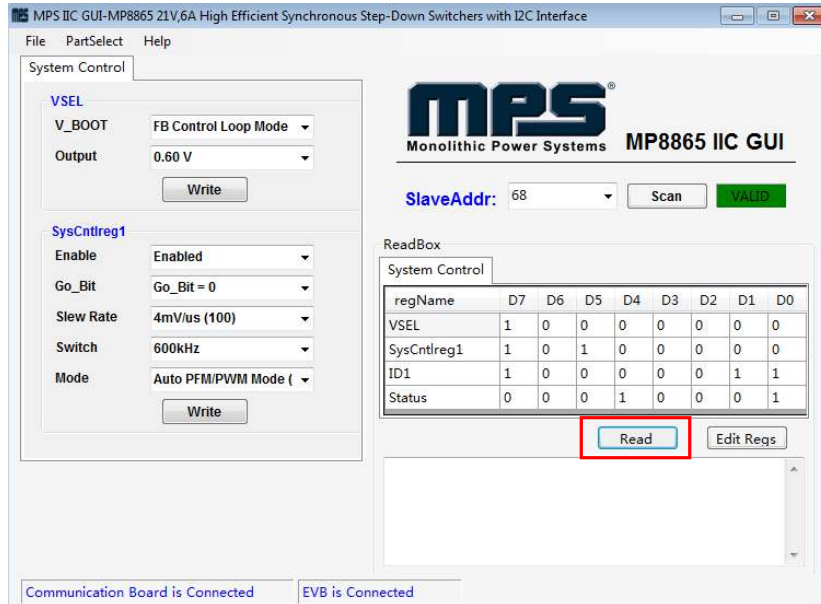 MPS IIC GUI-MP8865 21V,6A High Efficient Synchronous Step-Down Switchers with I2C Interface
File PartSelect Help
System Control
VSEL
V_BOOT FB Control Loop Mode
Output 0.60 V
Write
SysCntlreg1
Enable Enabled
Go_Bit Go_Bit = 0
Slew Rate 4mV/us (100)
Switch 600kHz
Mode Auto PFM/PWM Mode (
Write
mps®
Monolithic Power Systems MP8865 IIC GUI
SlaveAddr: 68 Scan VALID
ReadBox
System Control
regName D7 D6 D5 D4 D3 D2 D1 D0
VSEL 1 0 0 0 0 0 0 0
SysCntlreg1 1 0 1 0 0 0 0 0
ID1 1 0 0 0 0 0 1 1
Status 0 0 0 1 0 0 0 1
Read Edit Regs
Communication Board is Connected EVB is Connected